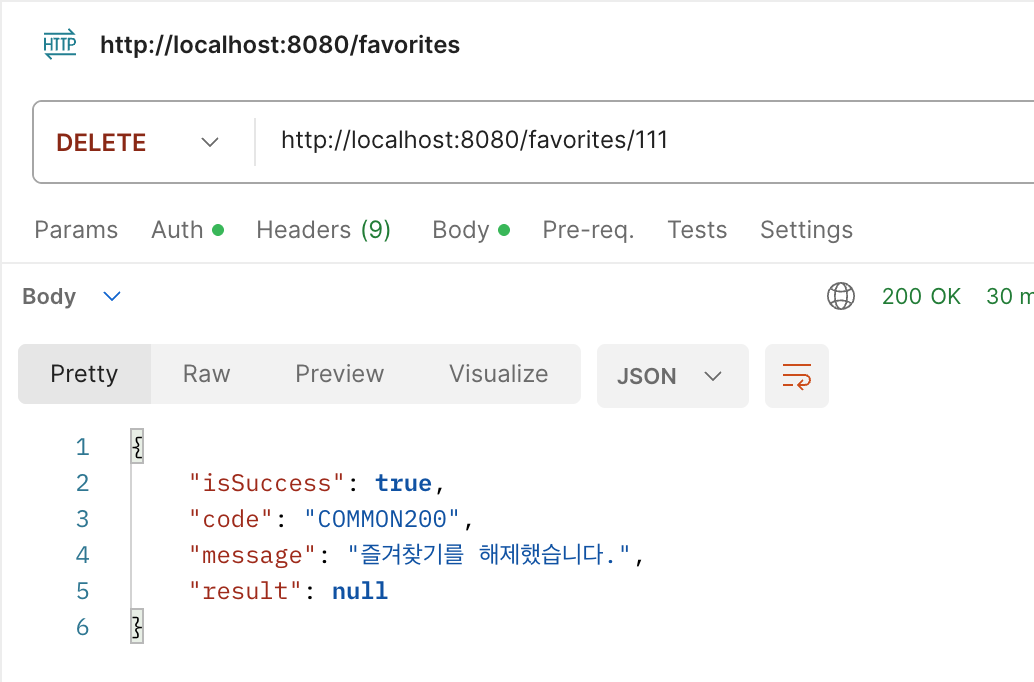 HTTP http://localhost:8080/favorites
DELETE http://localhost:8080/favorites/111
Params Auth Headers (9) Body Pre-req. Tests Settings
Body 200 OK 30 m
Pretty Raw Preview Visualize JSON
1 {
2 "isSuccess": true,
3 "code": "COMMON200",
4 "message": "즐겨찾기를 해제했습니다.",
5 "result": null
6 }